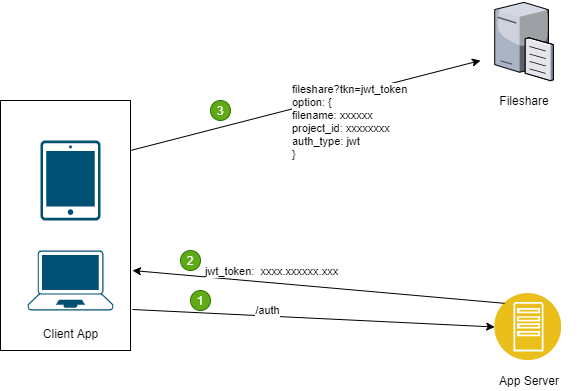 fileshare?tkn=jwt_token
option: {
filename: xxxxxx
project_id: xxxxxxxx
auth_type: jwt
}
Fileshare
3
2
jwt_token: xxxx.xxxxxx.xxx
1
/auth
Client App
App Server